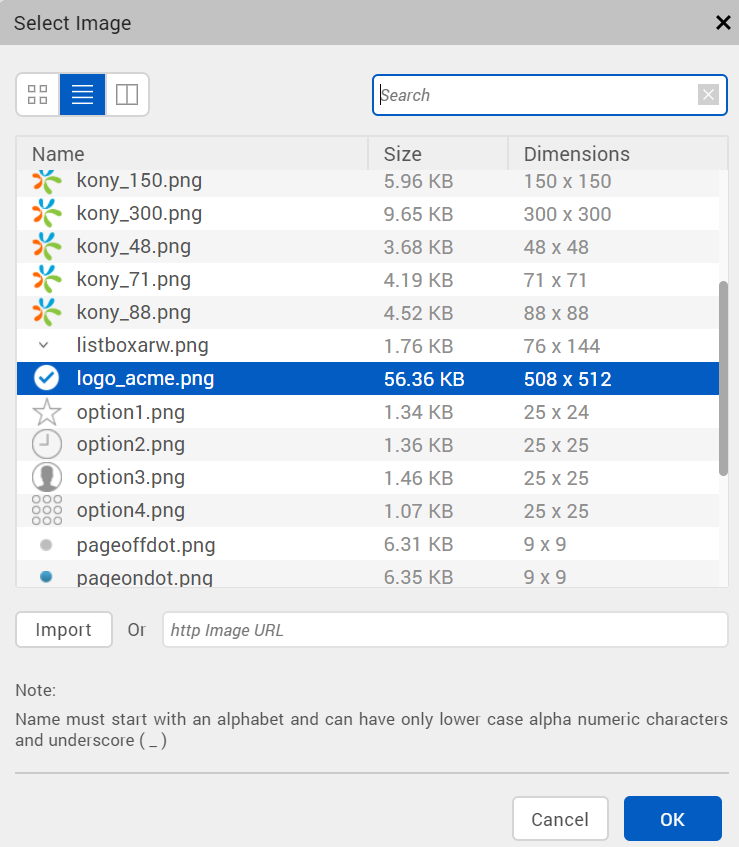 Select Image
Search
Name Size Dimensions
kony_150.png 5.96 KB 150 x 150
kony_300.png 9.65 KB 300 x 300
kony_48.png 3.68 KB 48 x 48
kony_71.png 4.19 KB 71 x 71
kony_88.png 4.52 KB 88 x 88
listboxarw.png 1.76 KB 76 x 144
logo_acme.png 56.36 KB 508 x 512
option1.png 1.34 KB 25 x 24
option2.png 1.36 KB 25 x 25
option3.png 1.46 KB 25 x 25
option4.png 1.07 KB 25 x 25
pageoffdot.png 6.31 KB 9 x 9
pageondot.png 6.35 KB 9 x 9
Import Or http Image URL
Note:
Name must start with an alphabet and can have only lower case alpha numeric characters
and underscore ( _ )
Cancel OK